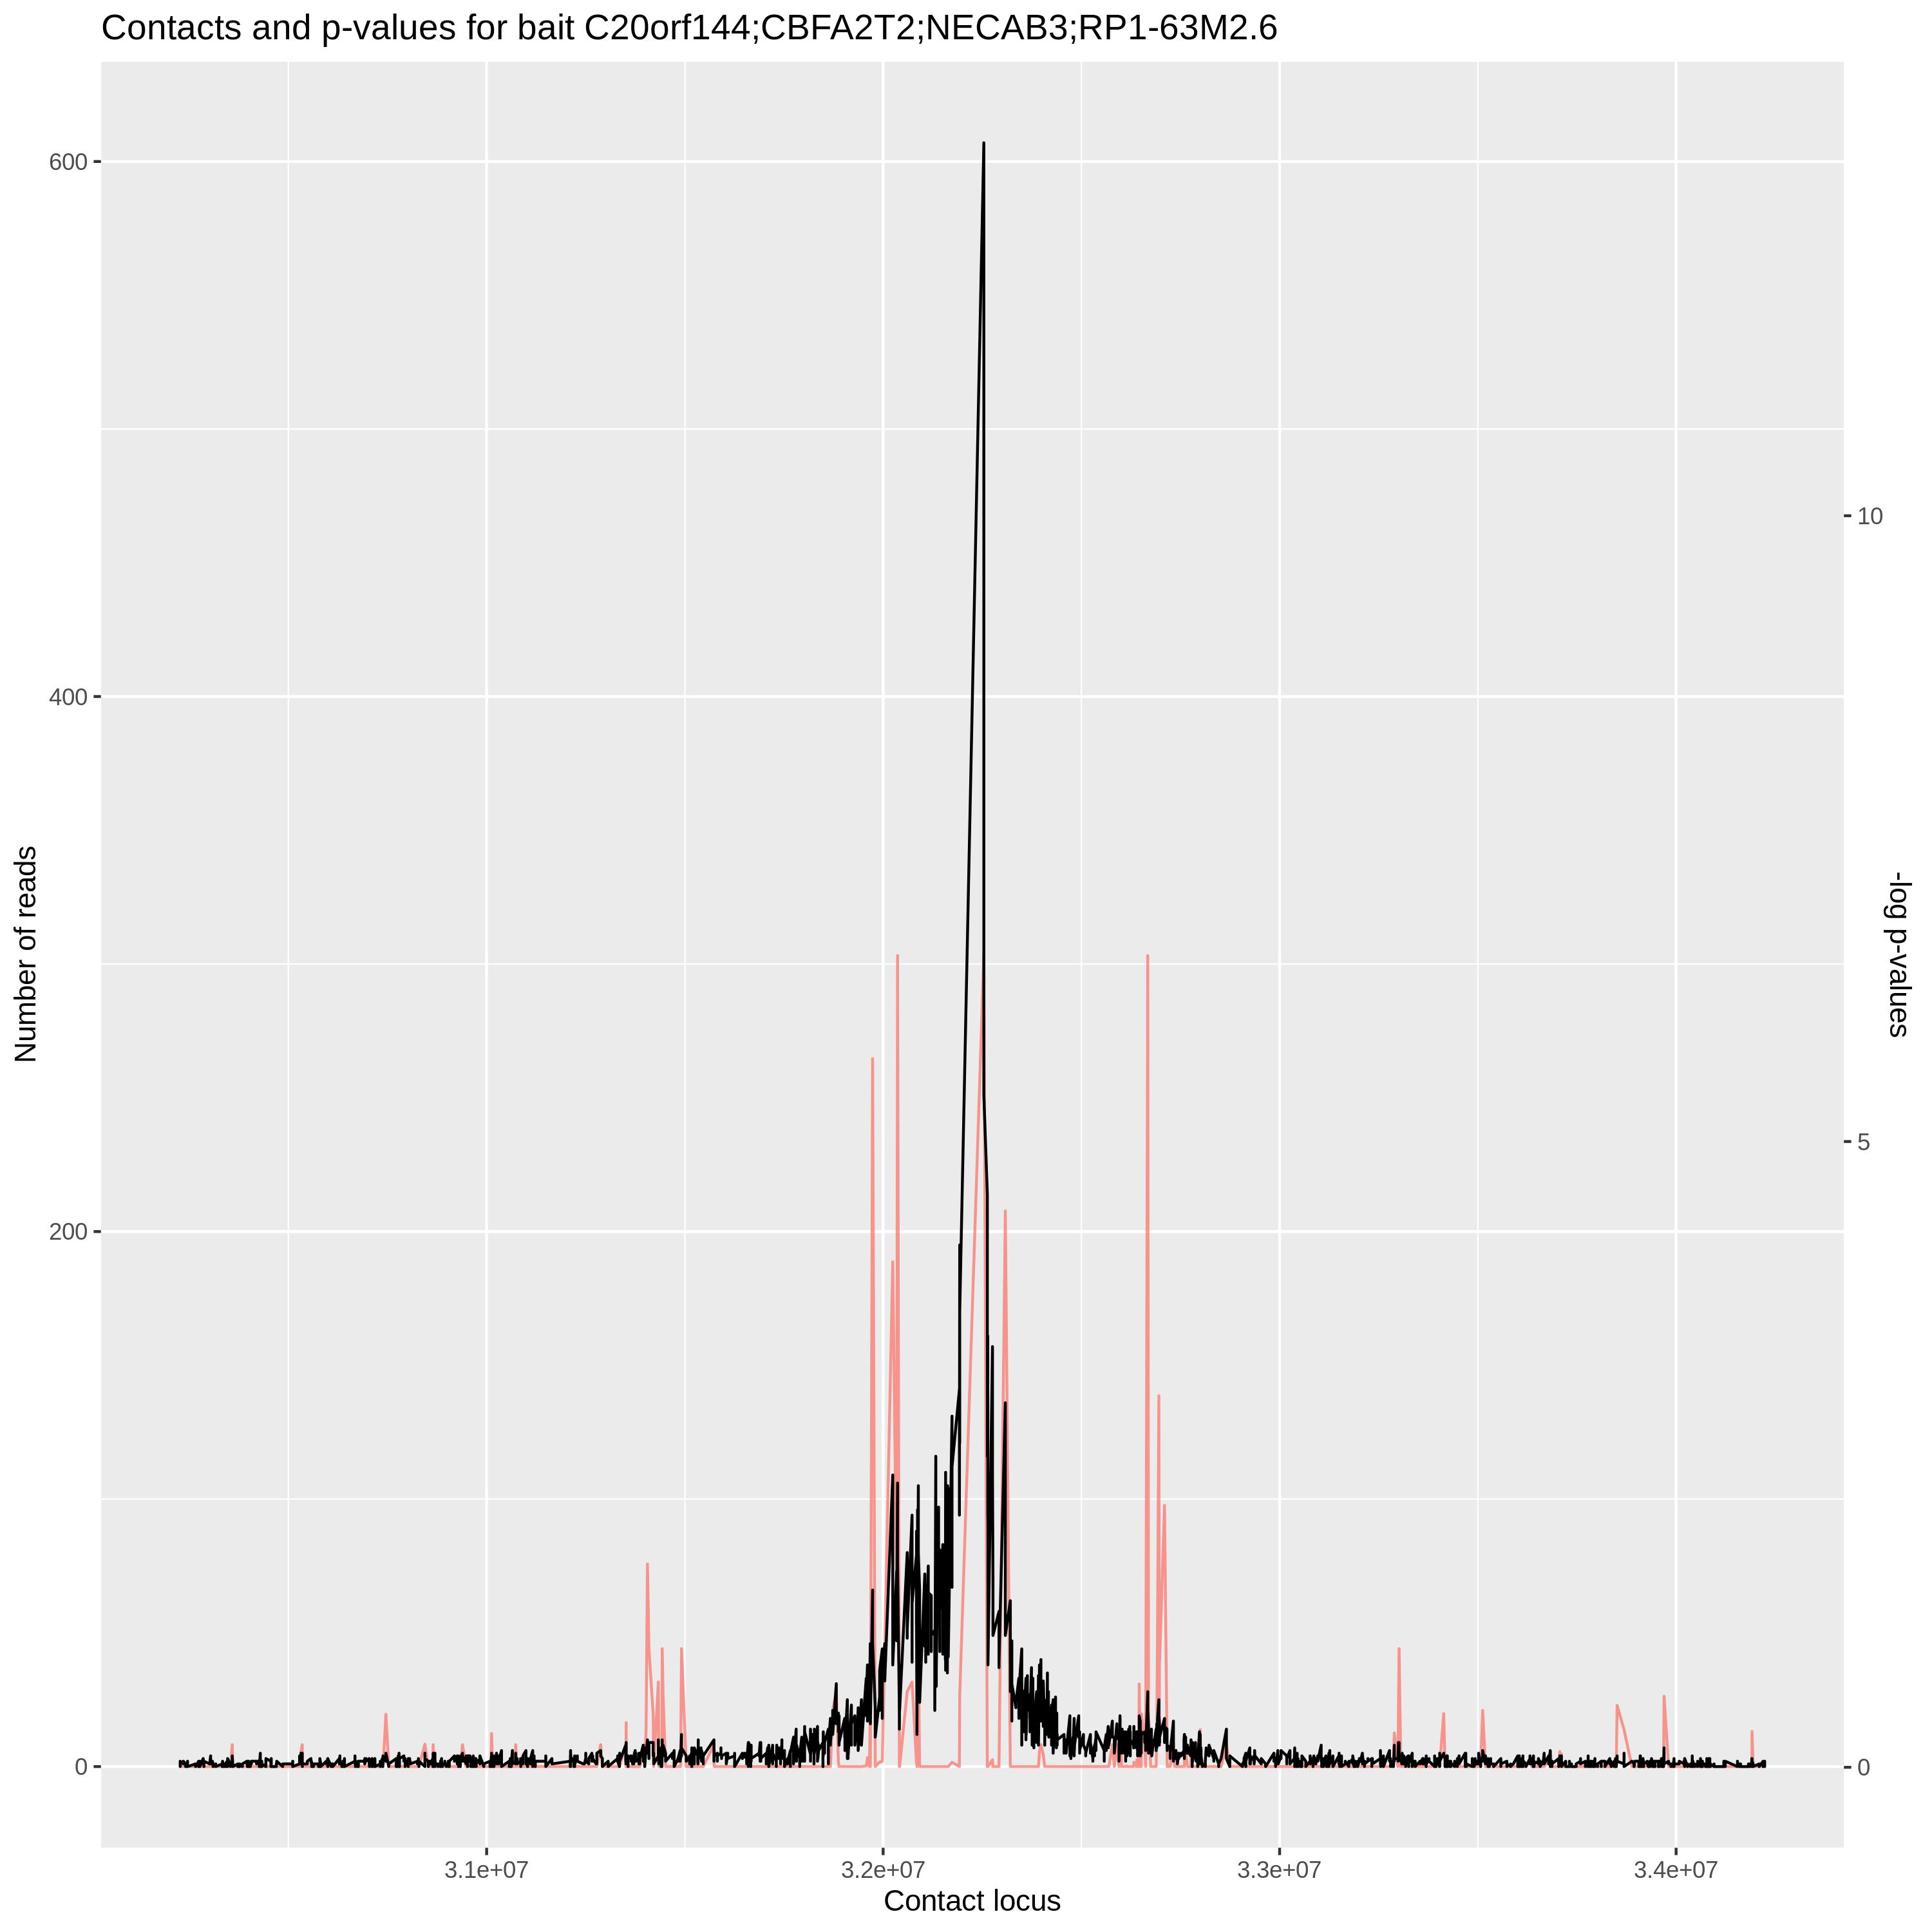 Contacts and p-values for bait C20orf144;CBFA2T2;NECAB3;RP1-63M2.6
600
400
200
0
Number of reads
10
5
0
-log p-values
3.1e+07
3.2e+07
3.3e+07
3.4e+07
Contact locus